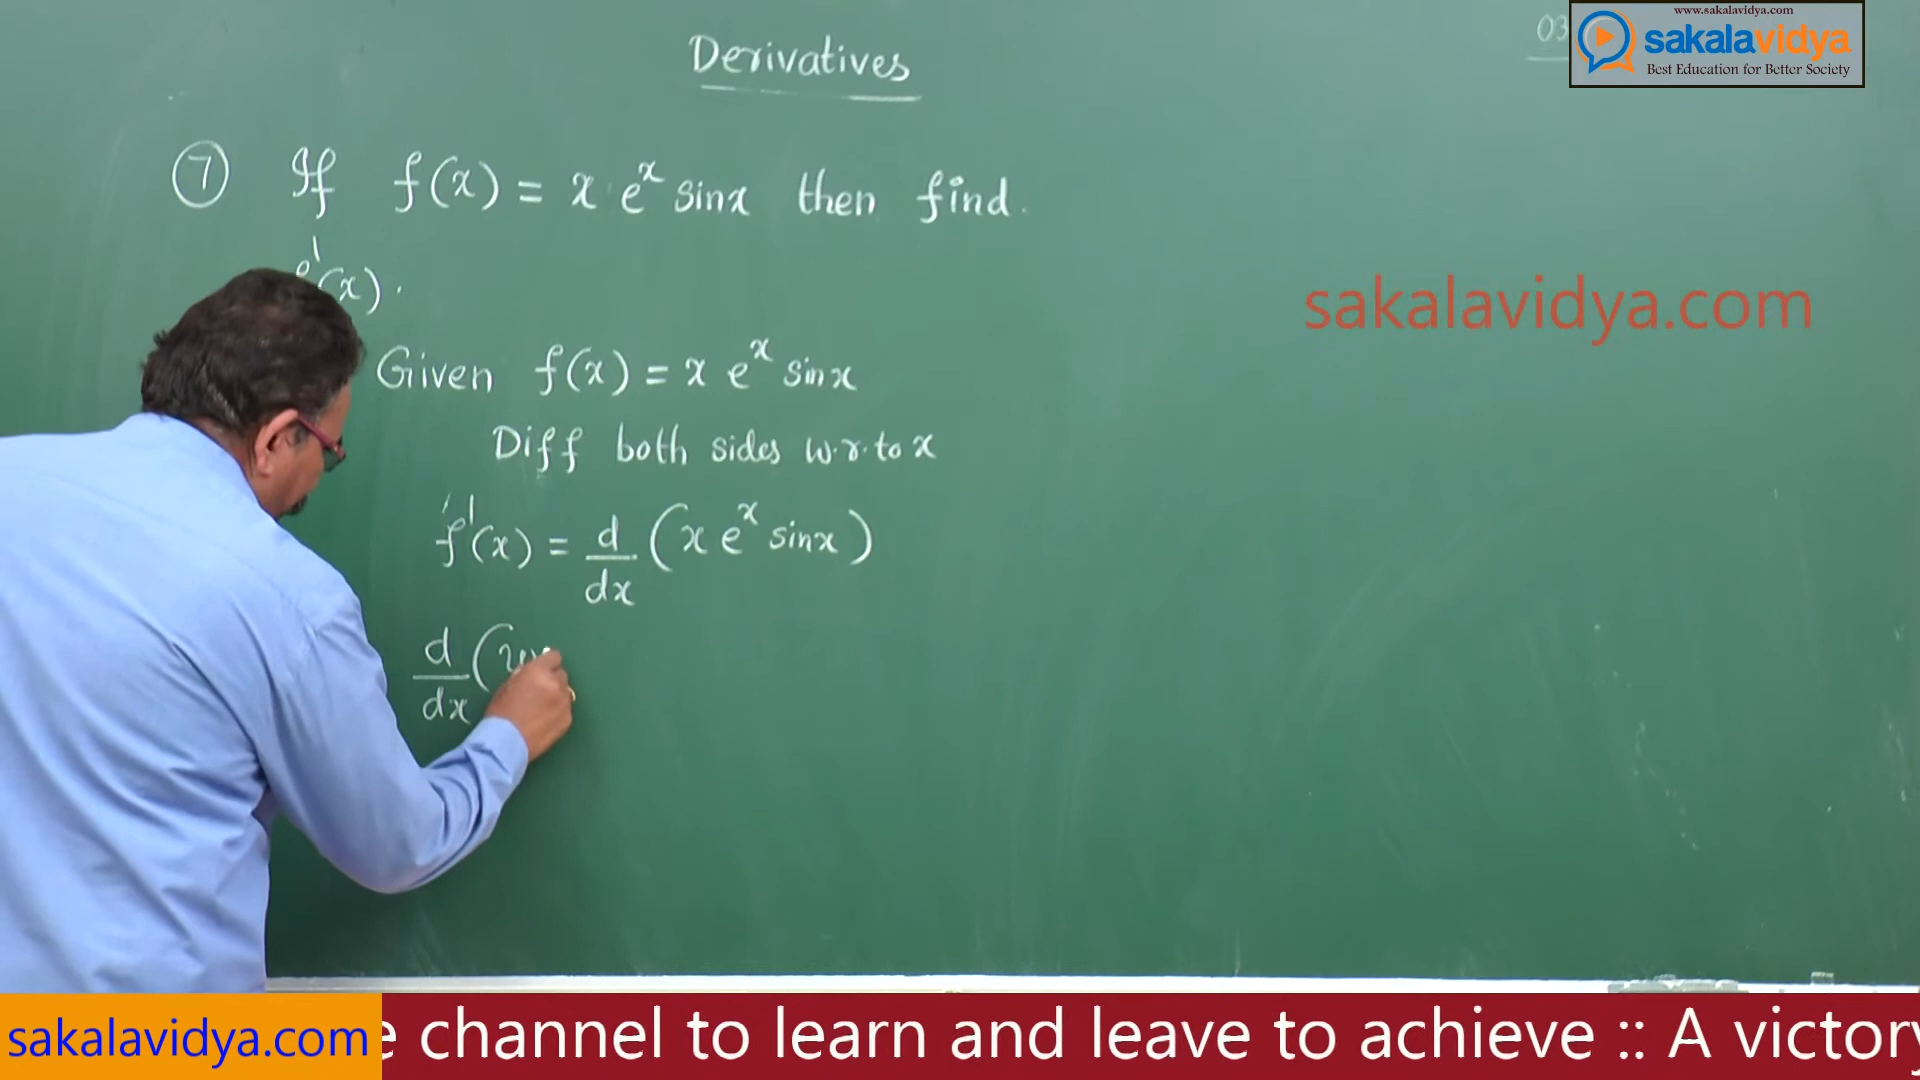 www.sakalavidya.com
03
sakalavidya
Best Education for Better Society
Derivatives
⑦ If f(x) = x e^x sinx then find.
(x).
sakalavidya.com
Given f(x) = x e^x sinx
Diff both sides w.r.to x
f'(x) = d/dx (x e^x sinx)
d/dx (u
sakalavidya.com
channel to learn and leave to achieve :: A victory